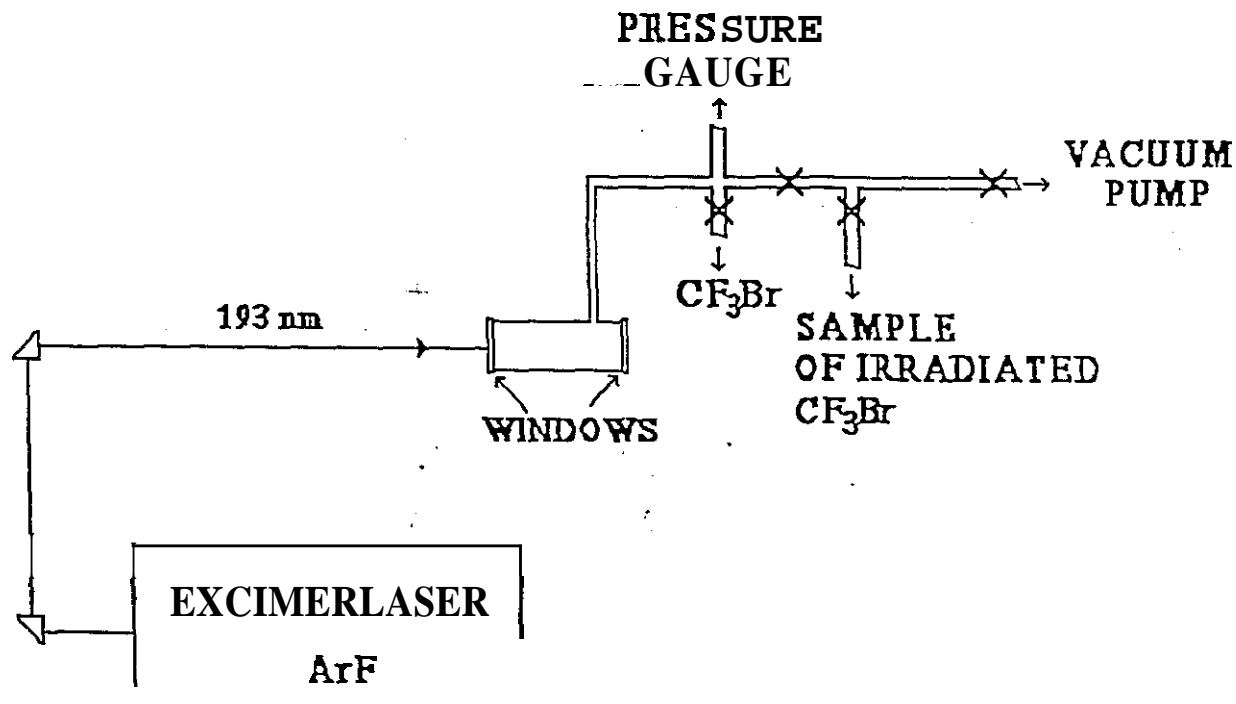 PRESSURE
GAUGE
VACUUM
PUMP
CF₃Br
193 nm
SAMPLE
OF IRRADIATED
CF₃Br
WINDOWS
EXCIMERLASER
ArF